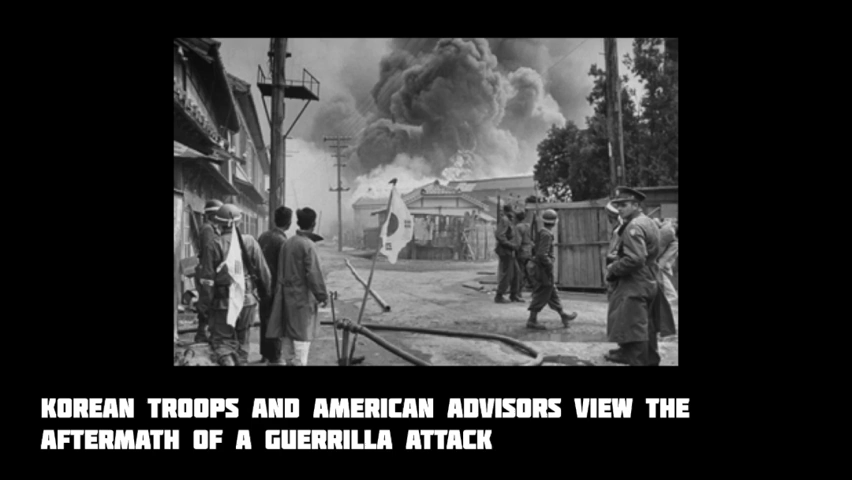 KOREAN TROOPS AND AMERICAN ADVISORS VIEW THE
AFTERMATH OF A GUERRILLA ATTACK